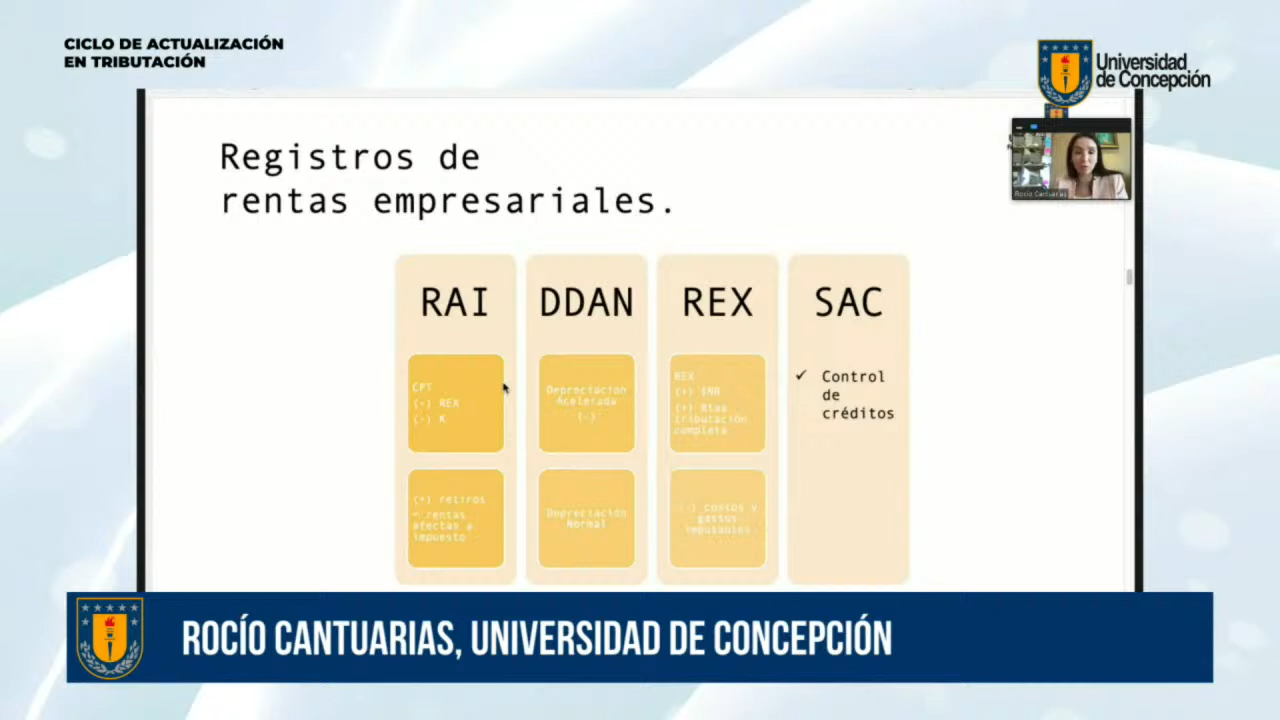 CICLO DE ACTUALIZACIÓN
EN TRIBUTACIÓN
Universidad
de Concepción
Rocío Cantuarias
Registros de
rentas empresariales.
RAI
DDAN
REX
SAC
CPT
(-) REX
(-) K
Depreciación
Acelerada
(-)
REX
(+) INR
(+) Rtas
tributación
completa
✓ Control
de
créditos
(+) retiros
= rentas
afectas a
impuesto
Depreciación
Normal
(-) costos y
gastos
imputables
ROCÍO CANTUARIAS, UNIVERSIDAD DE CONCEPCIÓN